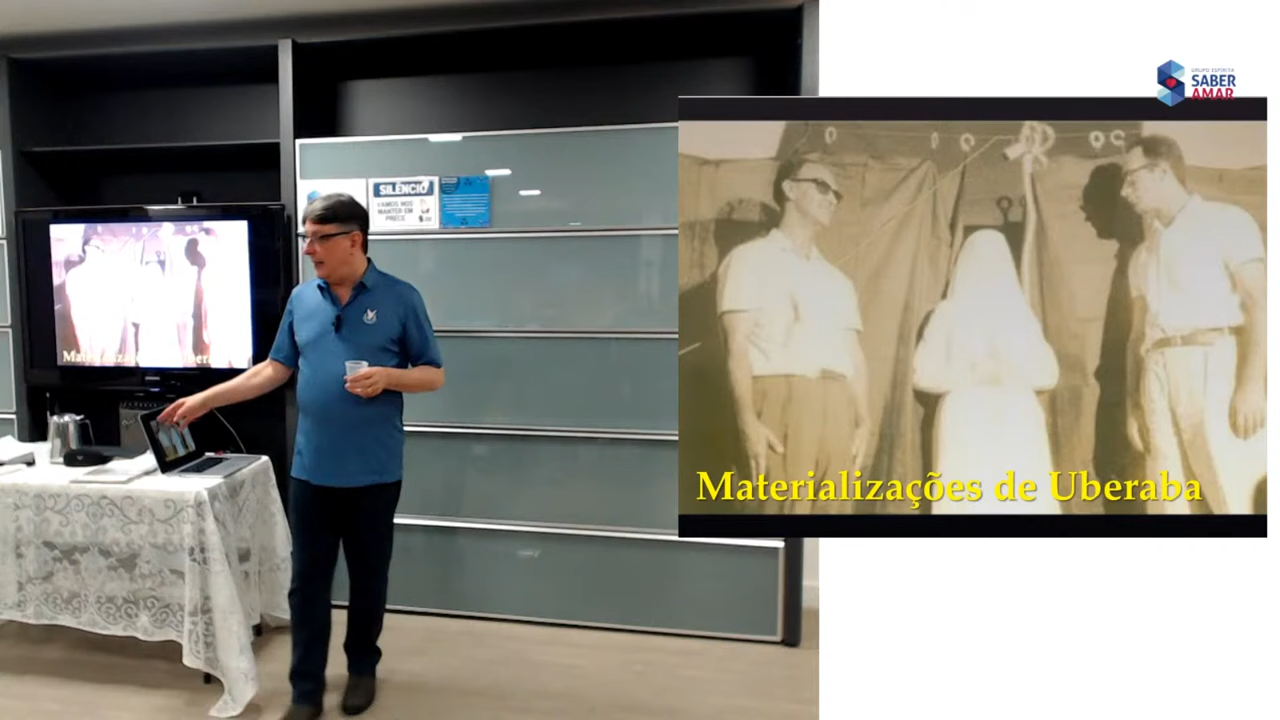 GRUPO ESPÍRITA
SABER
AMAR
SILÊNCIO
VAMOS NOS
MANTER EM
PRECE
Materializações de Uberaba